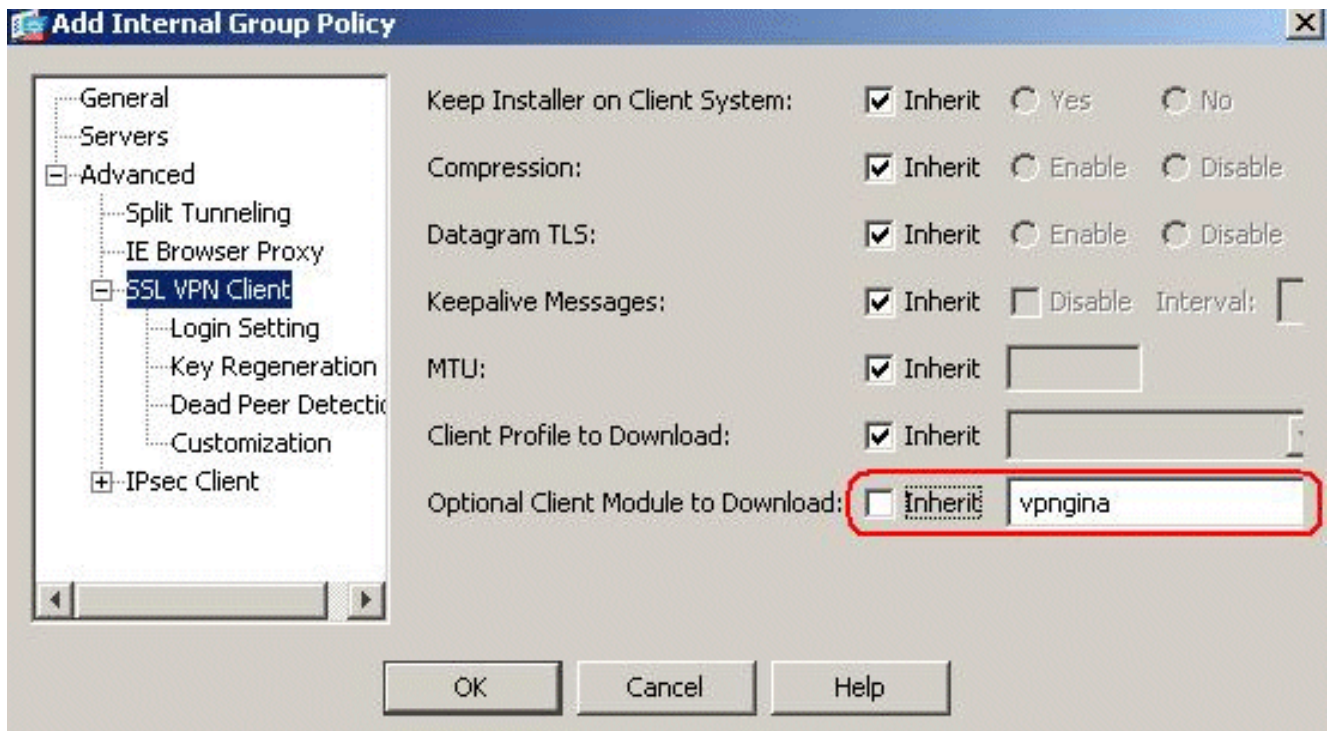 Add Internal Group Policy
General
Servers
Advanced
Split Tunneling
IE Browser Proxy
SSL VPN Client
Login Setting
Key Regeneration
Dead Peer Detectio
Customization
IPsec Client
Keep Installer on Client System: Inherit Yes No
Compression: Inherit Enable Disable
Datagram TLS: Inherit Enable Disable
Keepalive Messages: Inherit Disable Interval:
MTU: Inherit
Client Profile to Download: Inherit
Optional Client Module to Download: Inherit vpngina
OK Cancel Help